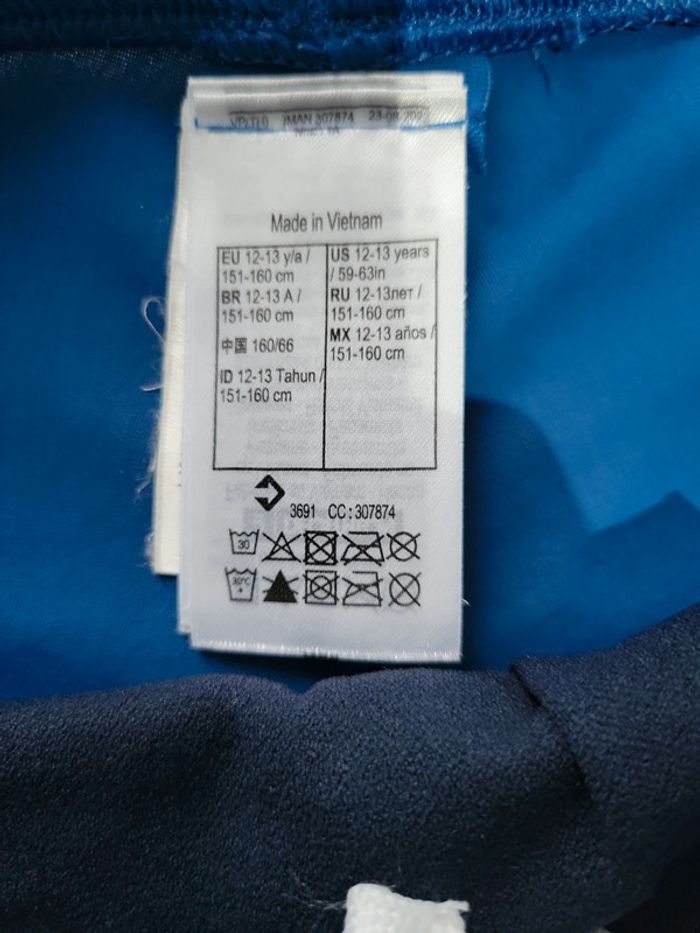 JMAN 307874
Made in Vietnam
EU 12-13 y/a /
151-160 cm
BR 12-13 A /
151-160 cm
中国 160/66
ID 12-13 Tahun /
151-160 cm
US 12-13 years
/ 59-63in
RU 12-13лет /
151-160 cm
MX 12-13 años /
151-160 cm
3691 CC:307874
30
30°C